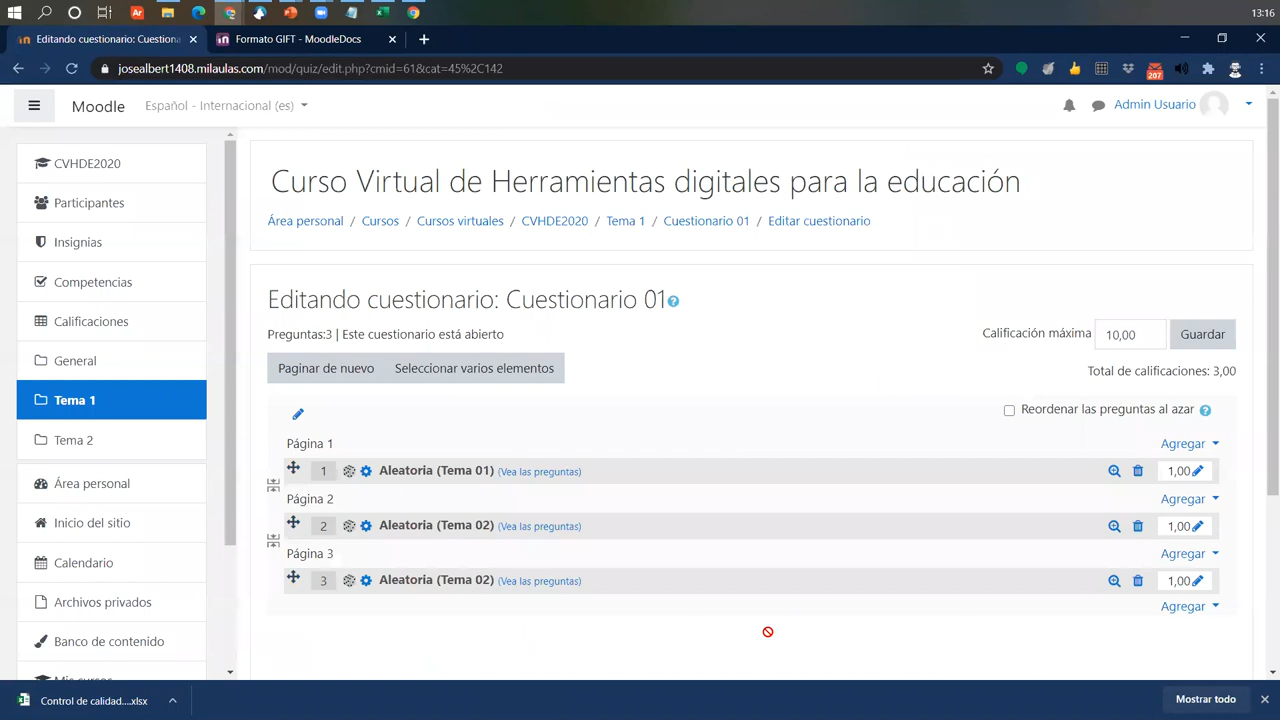 13:16
Editando cuestionario: Cuestionar
Formato GIFT - MoodleDocs
josealbert1408.milaulas.com/mod/quiz/edit.php?cmid=61&cat=45%2C142
207
Moodle
Español - Internacional (es)
Admin Usuario
CVHDE2020
Participantes
Insignias
Competencias
Calificaciones
General
Tema 1
Tema 2
Área personal
Inicio del sitio
Calendario
Archivos privados
Banco de contenido
Mis cursos
Curso Virtual de Herramientas digitales para la educación
Área personal / Cursos / Cursos virtuales / CVHDE2020 / Tema 1 / Cuestionario 01 / Editar cuestionario
Editando cuestionario: Cuestionario 01
Preguntas:3 | Este cuestionario está abierto
Calificación máxima 10,00 Guardar
Paginar de nuevo Seleccionar varios elementos
Total de calificaciones: 3,00
Reordenar las preguntas al azar
Página 1 Agregar
1 Aleatoria (Tema 01) (Vea las preguntas) 1,00
Página 2 Agregar
2 Aleatoria (Tema 02) (Vea las preguntas) 1,00
Página 3 Agregar
3 Aleatoria (Tema 02) (Vea las preguntas) 1,00
Agregar
Control de calidad....xlsx
Mostrar todo